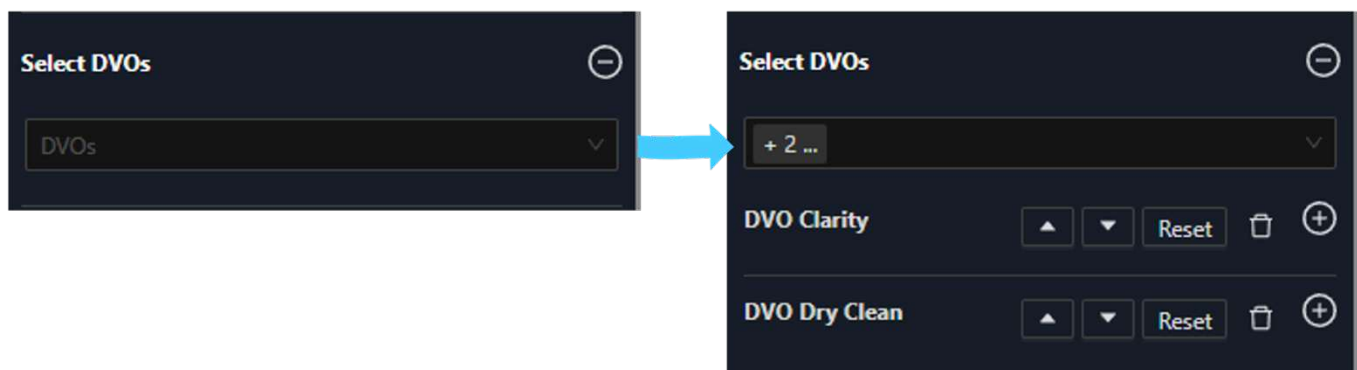 Select DVOs
DVOs
Select DVOs
+ 2 ...
DVO Clarity Reset
DVO Dry Clean Reset